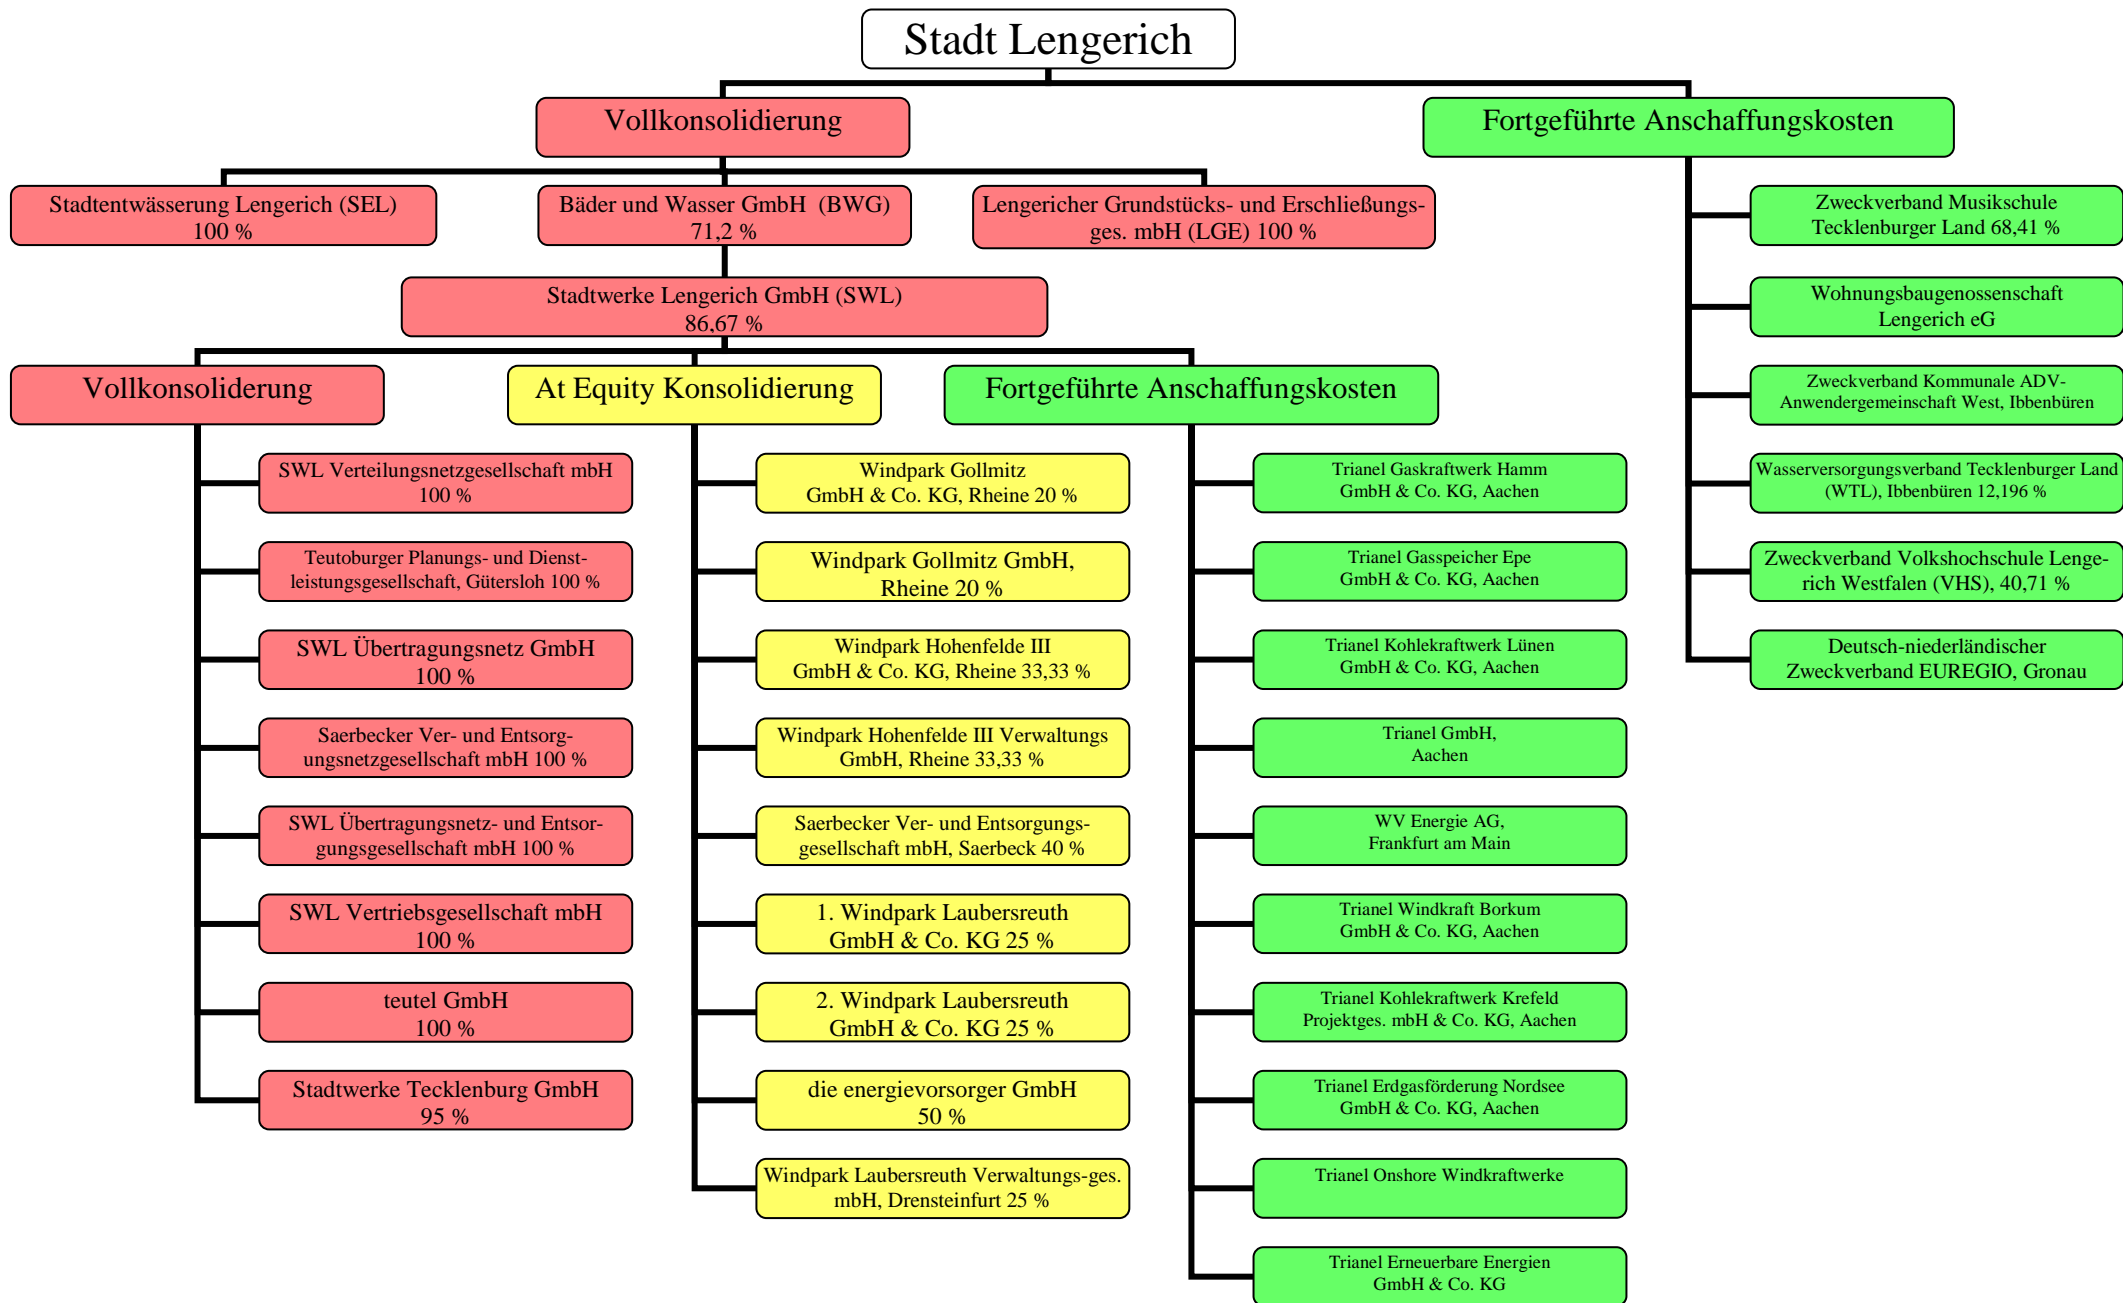 Stadt Lengerich
Vollkonsolidierung
Fortgeführte Anschaffungskosten
Stadtentwässerung Lengerich (SEL)
100 %
Bäder und Wasser GmbH (BWG)
71,2 %
Lengericher Grundstücks- und Erschließungs-
ges. mbH (LGE) 100 %
Stadtwerke Lengerich GmbH (SWL)
86,67 %
Vollkonsoliderung
SWL Verteilungsnetzgesellschaft mbH
100 %
Teutoburger Planungs- und Dienst-
leistungsgesellschaft, Gütersloh 100 %
SWL Übertragungsnetz GmbH
100 %
Saerbecker Ver- und Entsorg-
ungsnetzgesellschaft mbH 100 %
SWL Übertragungsnetz- und Entsor-
gungsgesellschaft mbH 100 %
SWL Vertriebsgesellschaft mbH
100 %
teutel GmbH
100 %
Stadtwerke Tecklenburg GmbH
95 %
At Equity Konsolidierung
Windpark Gollmitz
GmbH & Co. KG, Rheine 20 %
Windpark Gollmitz GmbH,
Rheine 20 %
Windpark Hohenfelde III
GmbH & Co. KG, Rheine 33,33 %
Windpark Hohenfelde III Verwaltungs
GmbH, Rheine 33,33 %
Saerbecker Ver- und Entsorgungs-
gesellschaft mbH, Saerbeck 40 %
1. Windpark Laubersreuth
GmbH & Co. KG 25 %
2. Windpark Laubersreuth
GmbH & Co. KG 25 %
die energievorsorger GmbH
50 %
Windpark Laubersreuth Verwaltungs-ges.
mbH, Drensteinfurt 25 %
Fortgeführte Anschaffungskosten
Trianel Gaskraftwerk Hamm
GmbH & Co. KG, Aachen
Trianel Gasspeicher Epe
GmbH & Co. KG, Aachen
Trianel Kohlekraftwerk Lünen
GmbH & Co. KG, Aachen
Trianel GmbH,
Aachen
WV Energie AG,
Frankfurt am Main
Trianel Windkraft Borkum
GmbH & Co. KG, Aachen
Trianel Kohlekraftwerk Krefeld
Projektges. mbH & Co. KG, Aachen
Trianel Erdgasförderung Nordsee
GmbH & Co. KG, Aachen
Trianel Onshore Windkraftwerke
Trianel Erneuerbare Energien
GmbH & Co. KG
Zweckverband Musikschule
Tecklenburger Land 68,41 %
Wohnungsbaugenossenschaft
Lengerich eG
Zweckverband Kommunale ADV-
Anwendergemeinschaft West, Ibbenbüren
Wasserversorgungsverband Tecklenburger Land
(WTL), Ibbenbüren 12,196 %
Zweckverband Volkshochschule Lenge-
rich Westfalen (VHS), 40,71 %
Deutsch-niederländischer
Zweckverband EUREGIO, Gronau